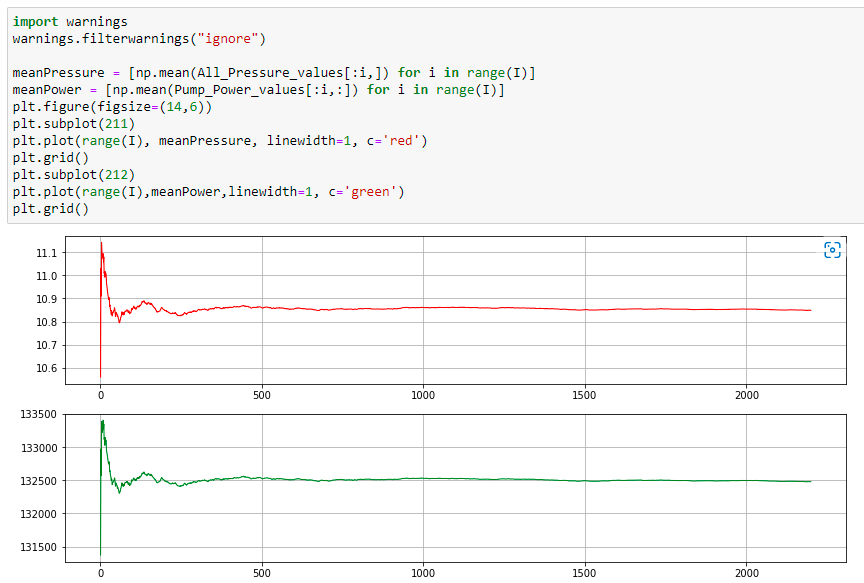 import warnings
warnings.filterwarnings("ignore")
meanPressure = [np.mean(All_Pressure_values[:i,]) for i in range(I)]
meanPower = [np.mean(Pump_Power_values[:i,:]) for i in range(I)]
plt.figure(figsize=(14,6))
plt.subplot(211)
plt.plot(range(I), meanPressure, linewidth=1, c='red')
plt.grid()
plt.subplot(212)
plt.plot(range(I),meanPower,linewidth=1, c='green')
plt.grid()
11.1
11.0
10.9
10.8
10.7
10.6
0 500 1000 1500 2000
133500
133000
132500
132000
131500
0 500 1000 1500 2000